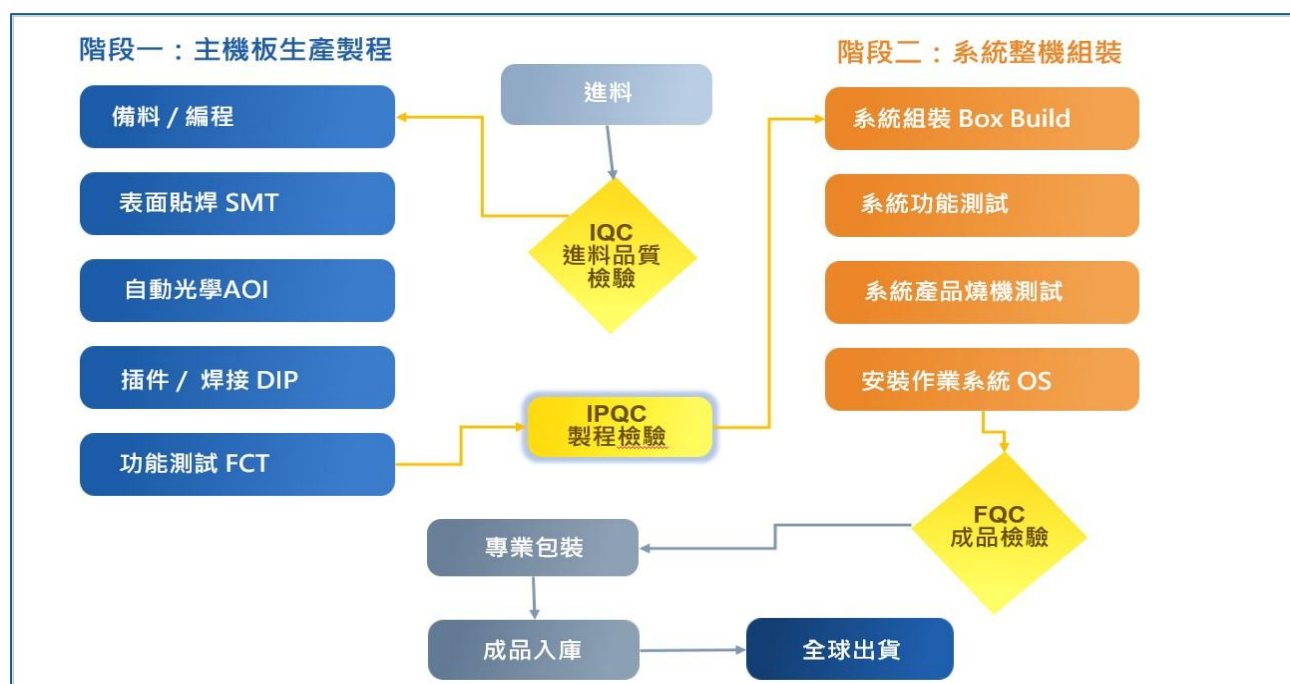 階段一：主機板生產製程
備料 / 編程
表面貼焊 SMT
自動光學AOI
插件 / 焊接 DIP
功能測試 FCT
進料
IQC
進料品質
檢驗
IPQC
製程檢驗
階段二：系統整機組裝
系統組裝 Box Build
系統功能測試
系統產品燒機測試
安裝作業系統 OS
FQC
成品檢驗
專業包裝
成品入庫
全球出貨